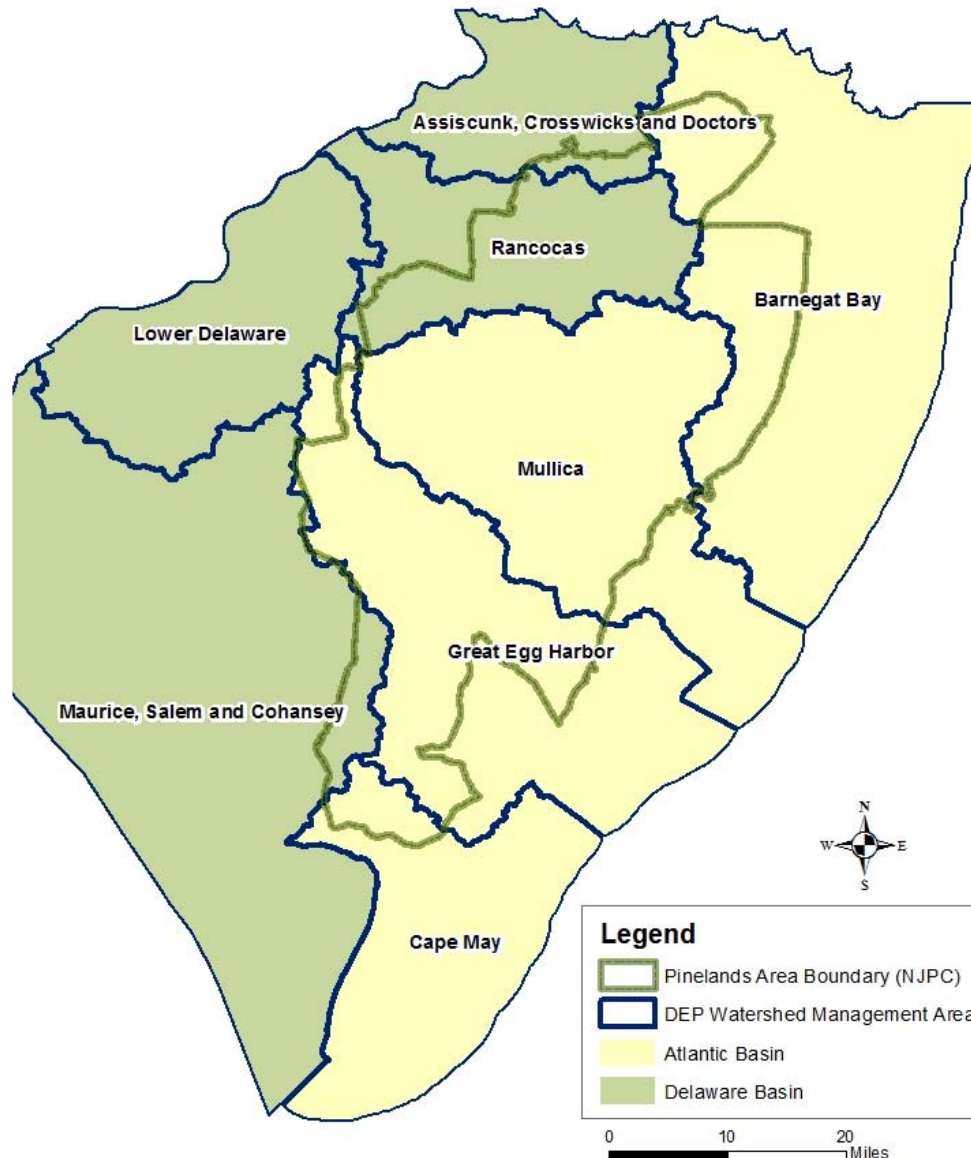 Assiscunk, Crosswicks and Doctors
Rancocas
Barnegat Bay
Lower Delaware
Mullica
Great Egg Harbor
Maurice, Salem and Cohansey
Cape May
N
W E
S
Legend
Pinelands Area Boundary (NJPC)
DEP Watershed Management Area
Atlantic Basin
Delaware Basin
0 10 20
Miles